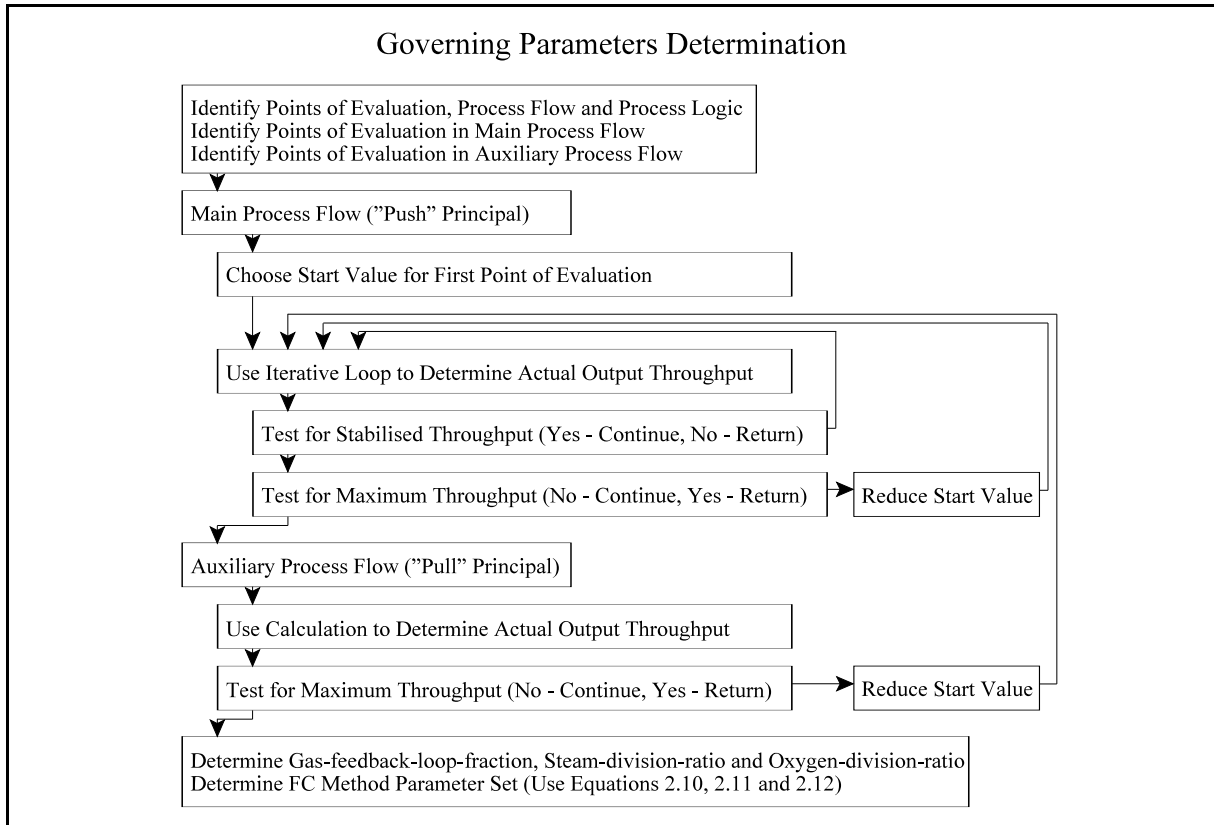 Governing Parameters Determination
Identify Points of Evaluation, Process Flow and Process Logic
Identify Points of Evaluation in Main Process Flow
Identify Points of Evaluation in Auxiliary Process Flow
Main Process Flow (”Push” Principal)
Choose Start Value for First Point of Evaluation
Use Iterative Loop to Determine Actual Output Throughput
Test for Stabilised Throughput (Yes - Continue, No - Return)
Test for Maximum Throughput (No - Continue, Yes - Return)
Reduce Start Value
Auxiliary Process Flow (”Pull” Principal)
Use Calculation to Determine Actual Output Throughput
Test for Maximum Throughput (No - Continue, Yes - Return)
Reduce Start Value
Determine Gas-feedback-loop-fraction, Steam-division-ratio and Oxygen-division-ratio
Determine FC Method Parameter Set (Use Equations 2.10, 2.11 and 2.12)